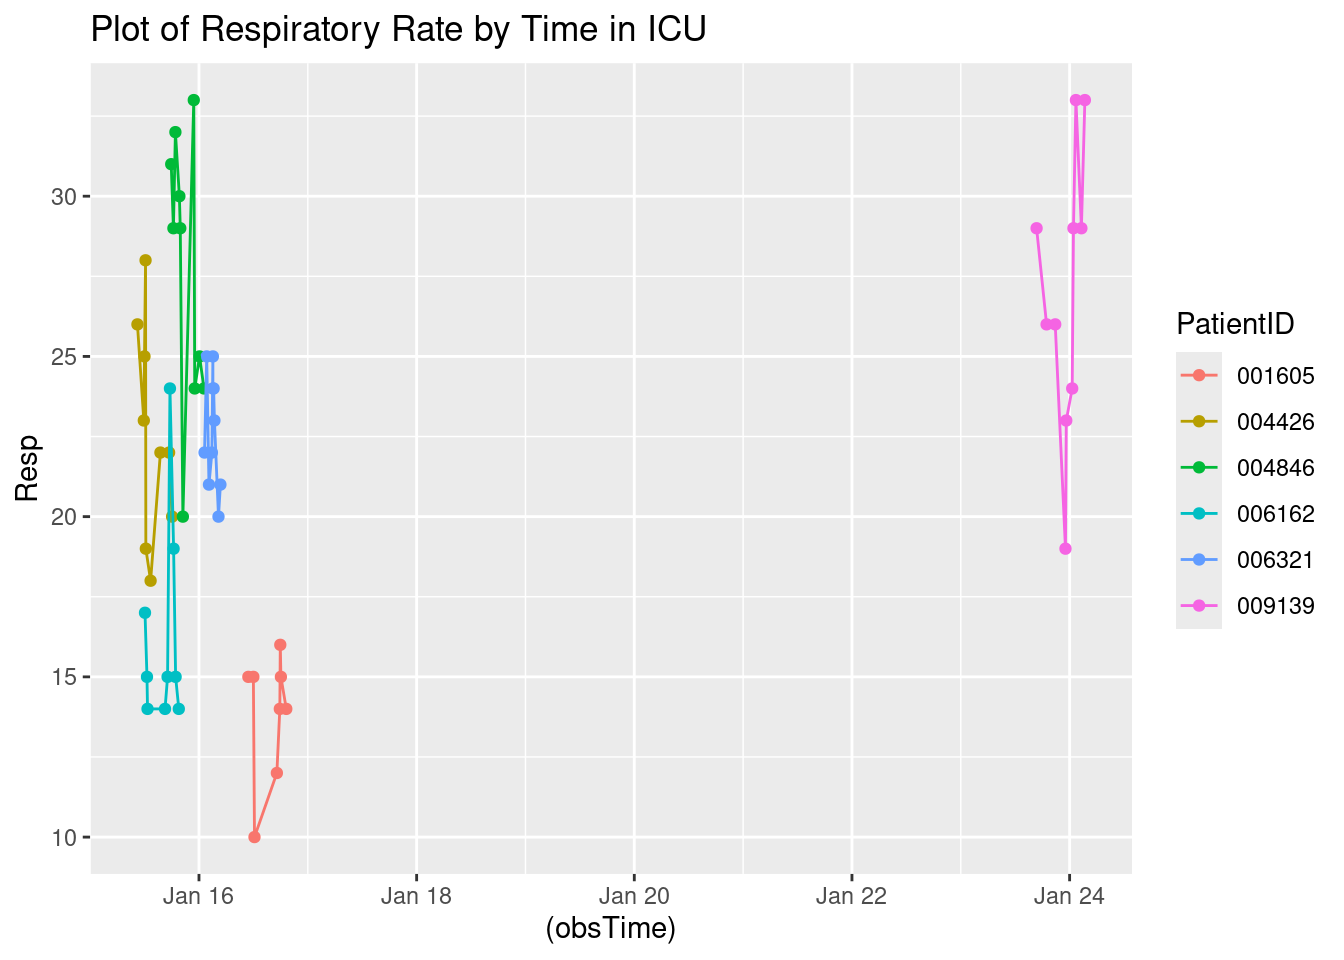 Plot of Respiratory Rate by Time in ICU
Resp
30
25
20
15
10
Jan 16 Jan 18 Jan 20 Jan 22 Jan 24
(obsTime)
PatientID
001605
004426
004846
006162
006321
009139